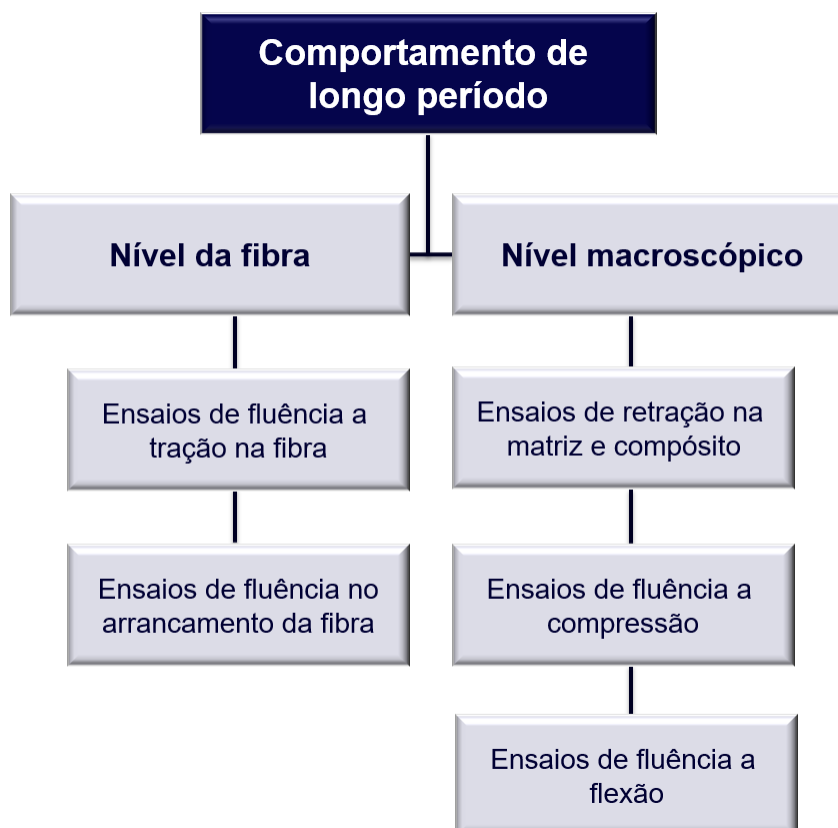 Comportamento de
longo período
Nível da fibra
Nível macroscópico
Ensaios de fluência a
tração na fibra
Ensaios de retração na
matriz e compósito
Ensaios de fluência no
arrancamento da fibra
Ensaios de fluência a
compressão
Ensaios de fluência a
flexão